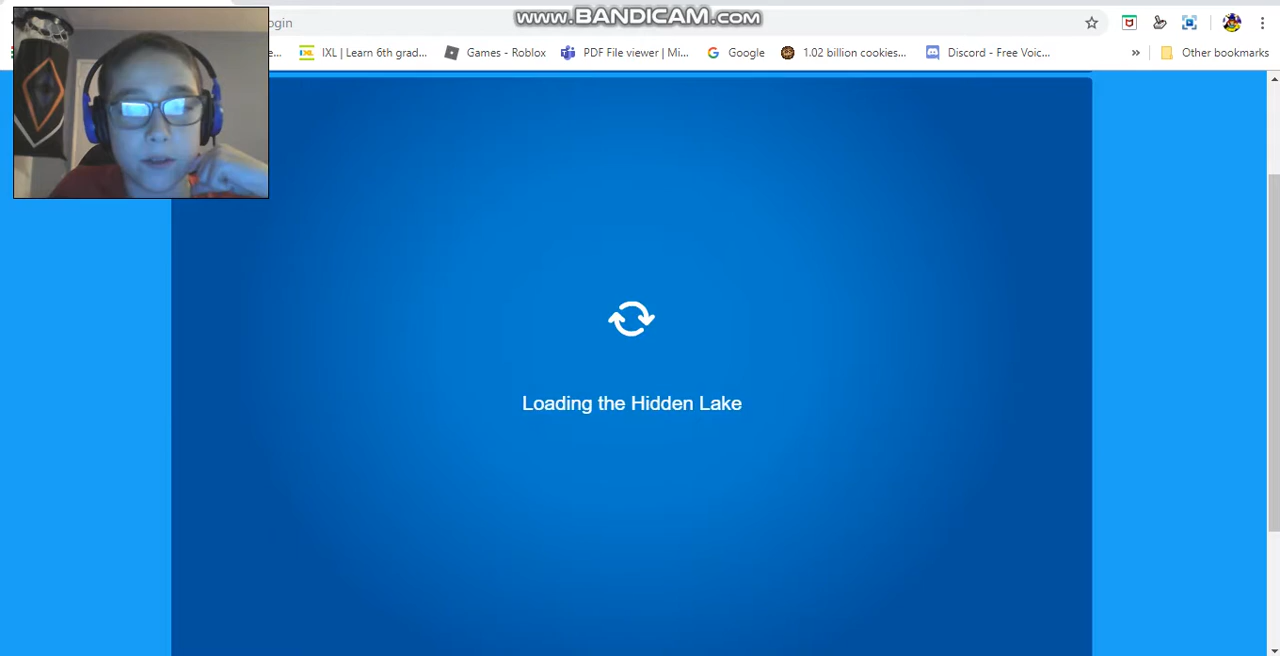 www.BANDICAM.com
ogin
e...
IXL | Learn 6th grad...
Games - Roblox
PDF File viewer | Mi...
Google
1.02 billion cookies...
Discord - Free Voic...
»
Other bookmarks
Loading the Hidden Lake